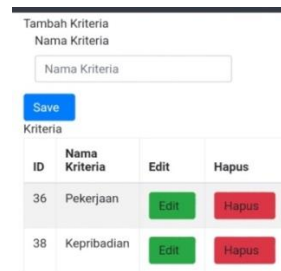 Tambah Kriteria
Nama Kriteria
Nama Kriteria
Save
Kriteria
ID Nama Kriteria Edit Hapus
36 Pekerjaan Edit Hapus
38 Kepribadian Edit Hapus